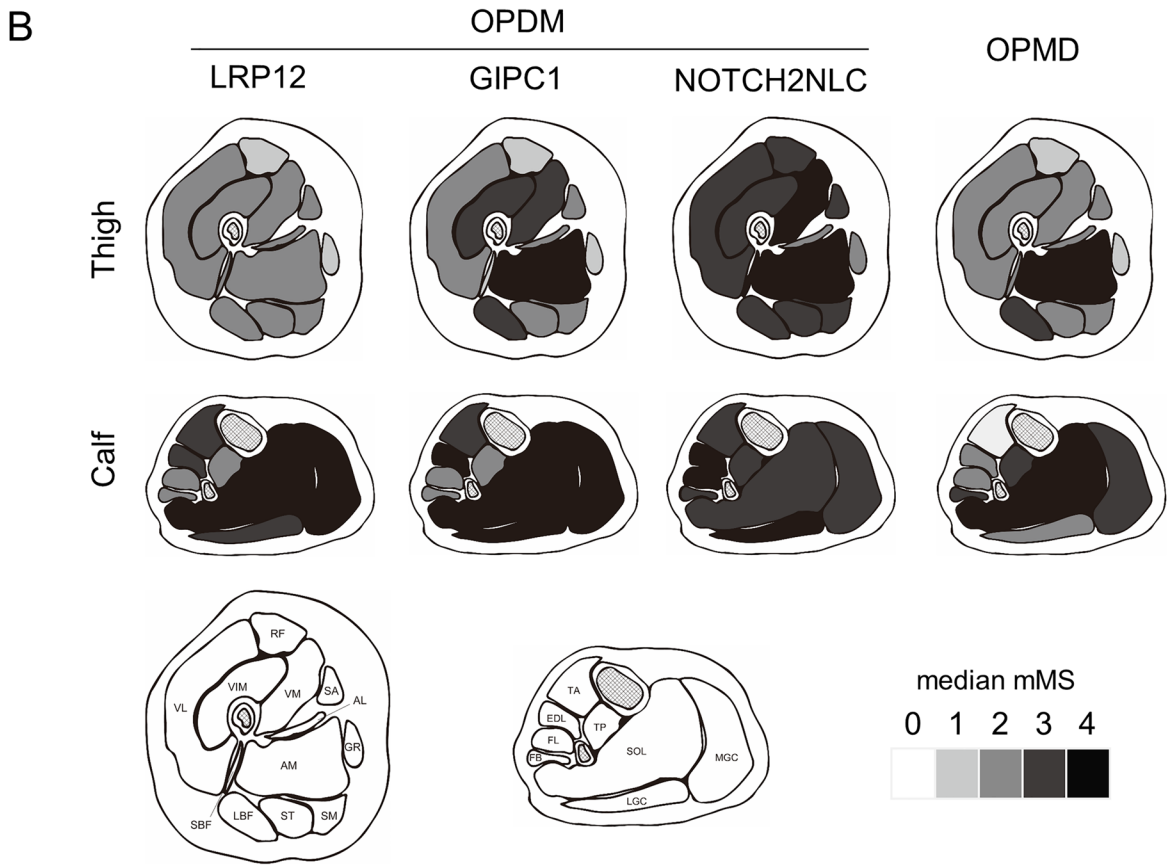 B
OPDM
OPMD
LRP12
GIPC1
NOTCH2NLC
Thigh
Calf
RF
VIM
VM
SA
AL
VL
GR
AM
SBF
LBF
ST
SM
TA
EDL
TP
FL
FB
SOL
MGC
LGC
median mMS
0 1 2 3 4